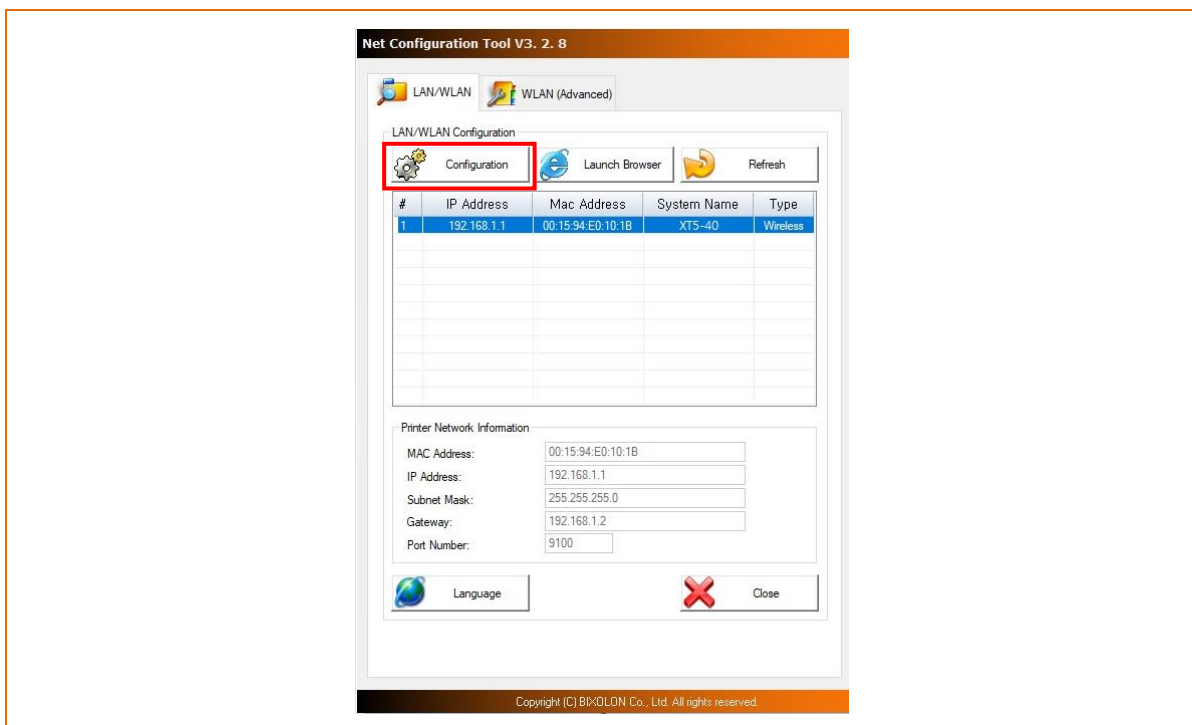 Net Configuration Tool V3. 2. 8
LAN/WLAN WLAN (Advanced)
LAN/WLAN Configuration
Configuration Launch Browser Refresh
# IP Address Mac Address System Name Type
1 192.168.1.1 00:15:94:E0:10:1B XT5-40 Wireless
Printer Network Information
MAC Address: 00:15:94:E0:10:1B
IP Address: 192.168.1.1
Subnet Mask: 255.255.255.0
Gateway: 192.168.1.2
Port Number: 9100
Language Close
Copyright (C) BIXOLON Co., Ltd. All rights reserved.